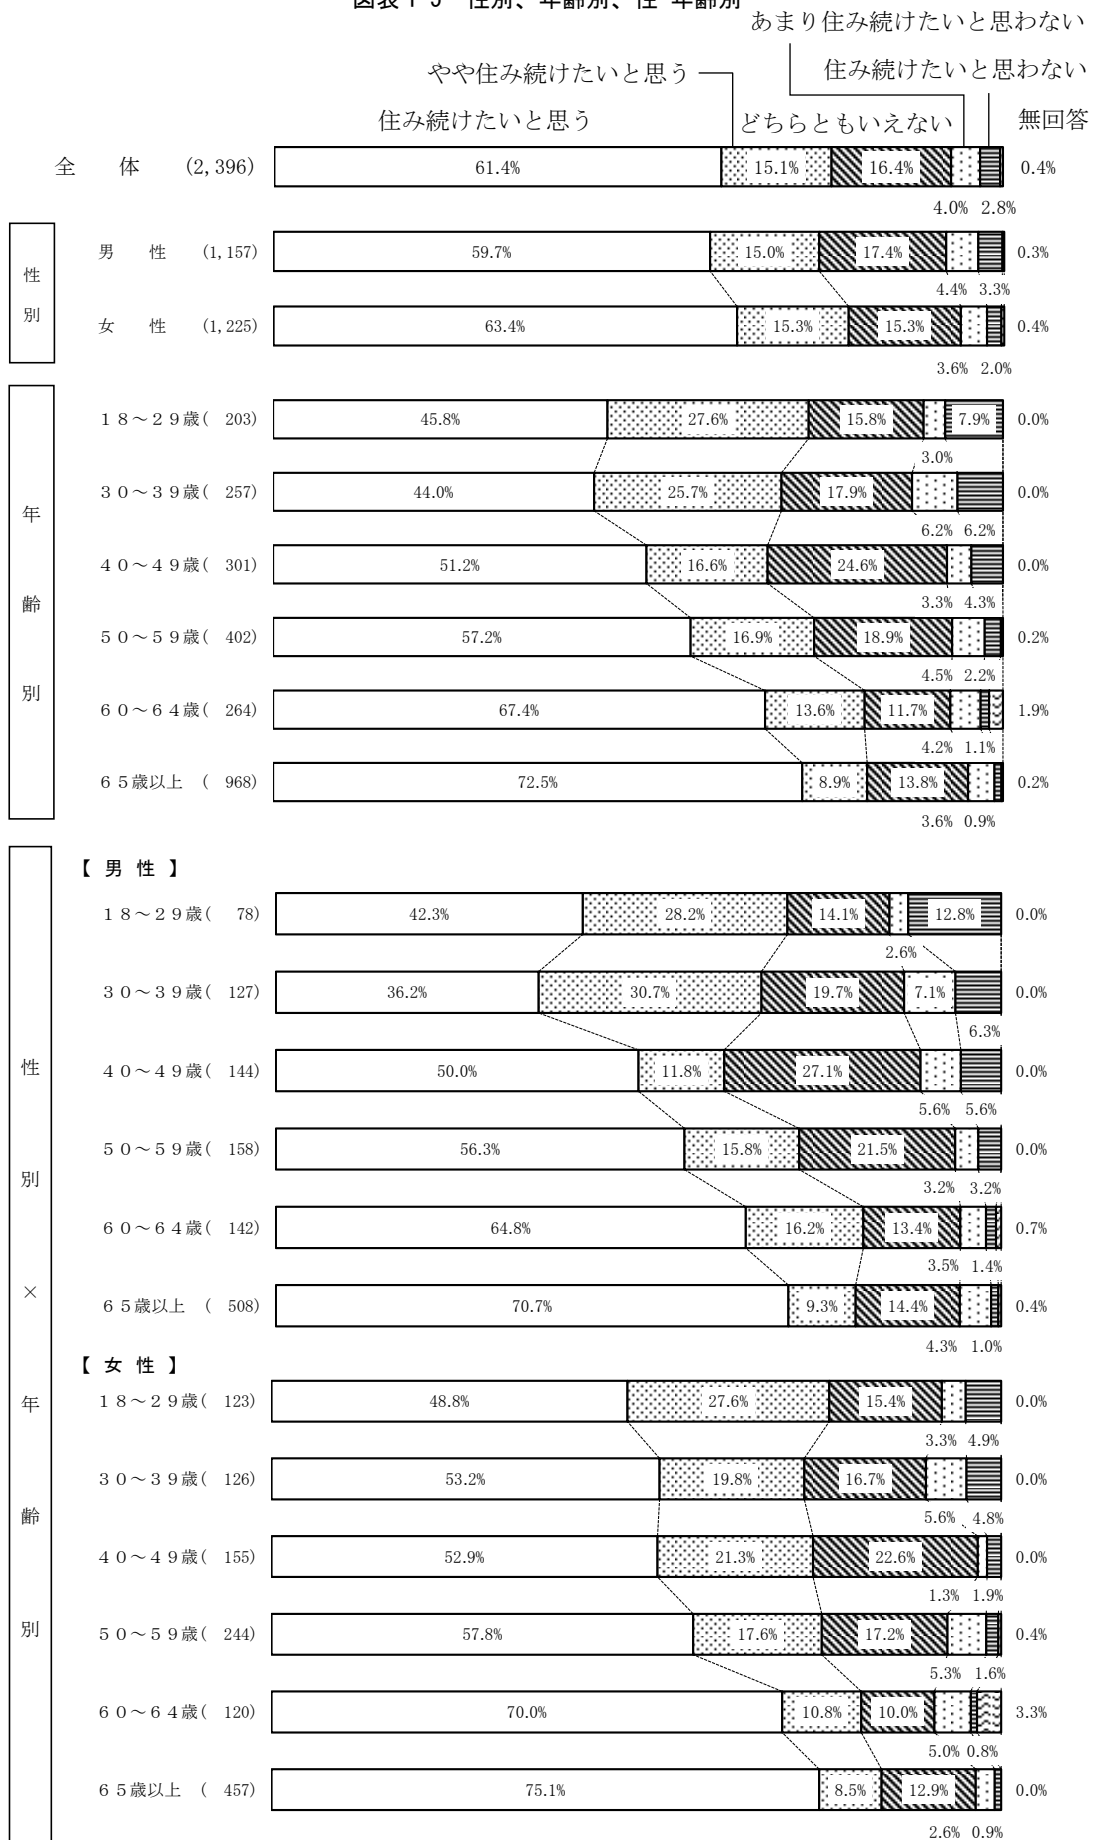 あまり住み続けたいと思わない
やや住み続けたいと思う
住み続けたいと思わない
住み続けたいと思う
どちらともいえない
無回答
全 体 (2,396) 61.4% 15.1% 16.4% 0.4%
4.0% 2.8%
性別
男 性 (1,157) 59.7% 15.0% 17.4% 0.3%
4.4% 3.3%
女 性 (1,225) 63.4% 15.3% 15.3% 0.4%
3.6% 2.0%
年齢別
18～29歳( 203) 45.8% 27.6% 15.8% 7.9% 0.0%
3.0%
30～39歳( 257) 44.0% 25.7% 17.9% 0.0%
6.2% 6.2%
40～49歳( 301) 51.2% 16.6% 24.6% 0.0%
3.3% 4.3%
50～59歳( 402) 57.2% 16.9% 18.9% 0.2%
4.5% 2.2%
60～64歳( 264) 67.4% 13.6% 11.7% 1.9%
4.2% 1.1%
65歳以上 ( 968) 72.5% 8.9% 13.8% 0.2%
3.6% 0.9%
性別×年齢別
【男性】
18～29歳( 78) 42.3% 28.2% 14.1% 12.8% 0.0%
2.6%
30～39歳( 127) 36.2% 30.7% 19.7% 7.1% 0.0%
6.3%
40～49歳( 144) 50.0% 11.8% 27.1% 0.0%
5.6% 5.6%
50～59歳( 158) 56.3% 15.8% 21.5% 0.0%
3.2% 3.2%
60～64歳( 142) 64.8% 16.2% 13.4% 0.7%
3.5% 1.4%
65歳以上 ( 508) 70.7% 9.3% 14.4% 0.4%
4.3% 1.0%
【女性】
18～29歳( 123) 48.8% 27.6% 15.4% 0.0%
3.3% 4.9%
30～39歳( 126) 53.2% 19.8% 16.7% 0.0%
5.6% 4.8%
40～49歳( 155) 52.9% 21.3% 22.6% 0.0%
1.3% 1.9%
50～59歳( 244) 57.8% 17.6% 17.2% 0.4%
5.3% 1.6%
60～64歳( 120) 70.0% 10.8% 10.0% 3.3%
5.0% 0.8%
65歳以上 ( 457) 75.1% 8.5% 12.9% 0.0%
2.6% 0.9%